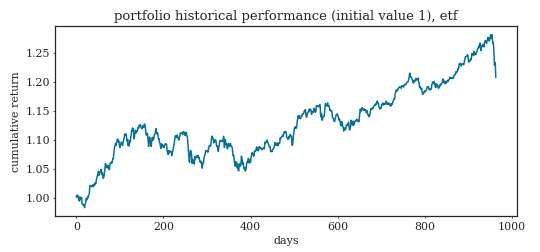 portfolio historical performance (initial value 1), etf
cumulative return
1.25
1.20
1.15
1.10
1.05
1.00
0 200 400 600 800 1000
days